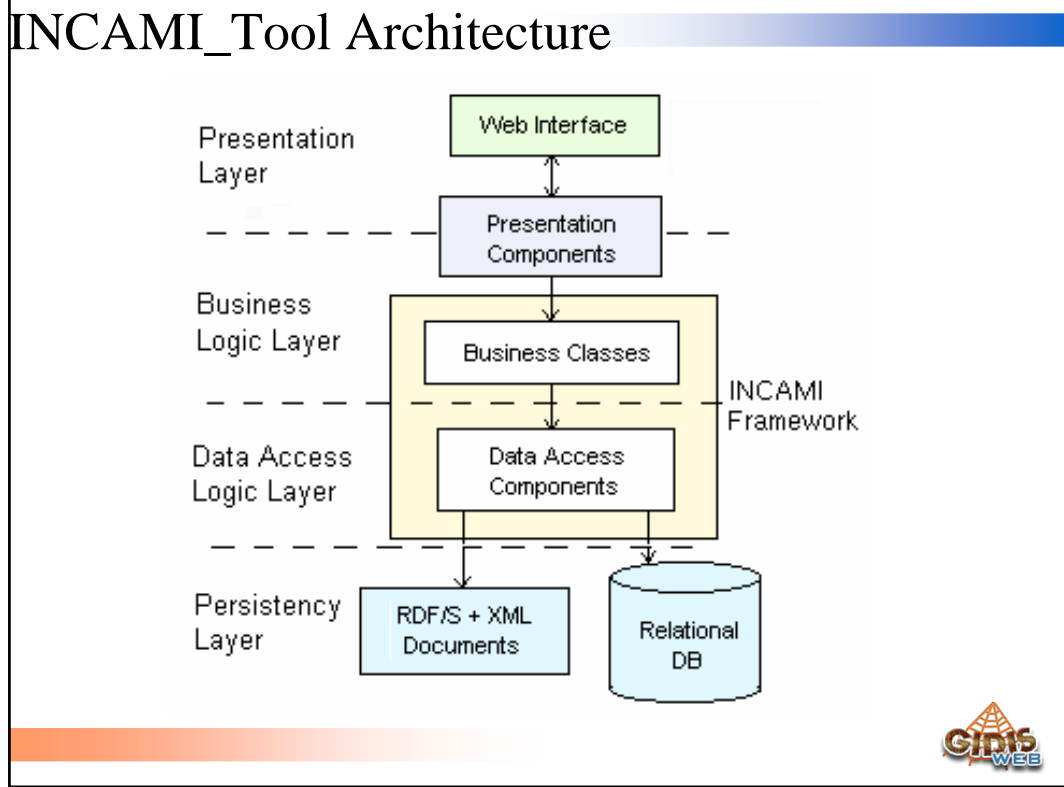 INCAMI_Tool Architecture
Web Interface
Presentation
Layer
Presentation
Components
Business
Logic Layer
Business Classes
INCAMI
Framework
Data Access
Logic Layer
Data Access
Components
Persistency
Layer
RDF/S + XML
Documents
Relational
DB
GIDIS
WEB